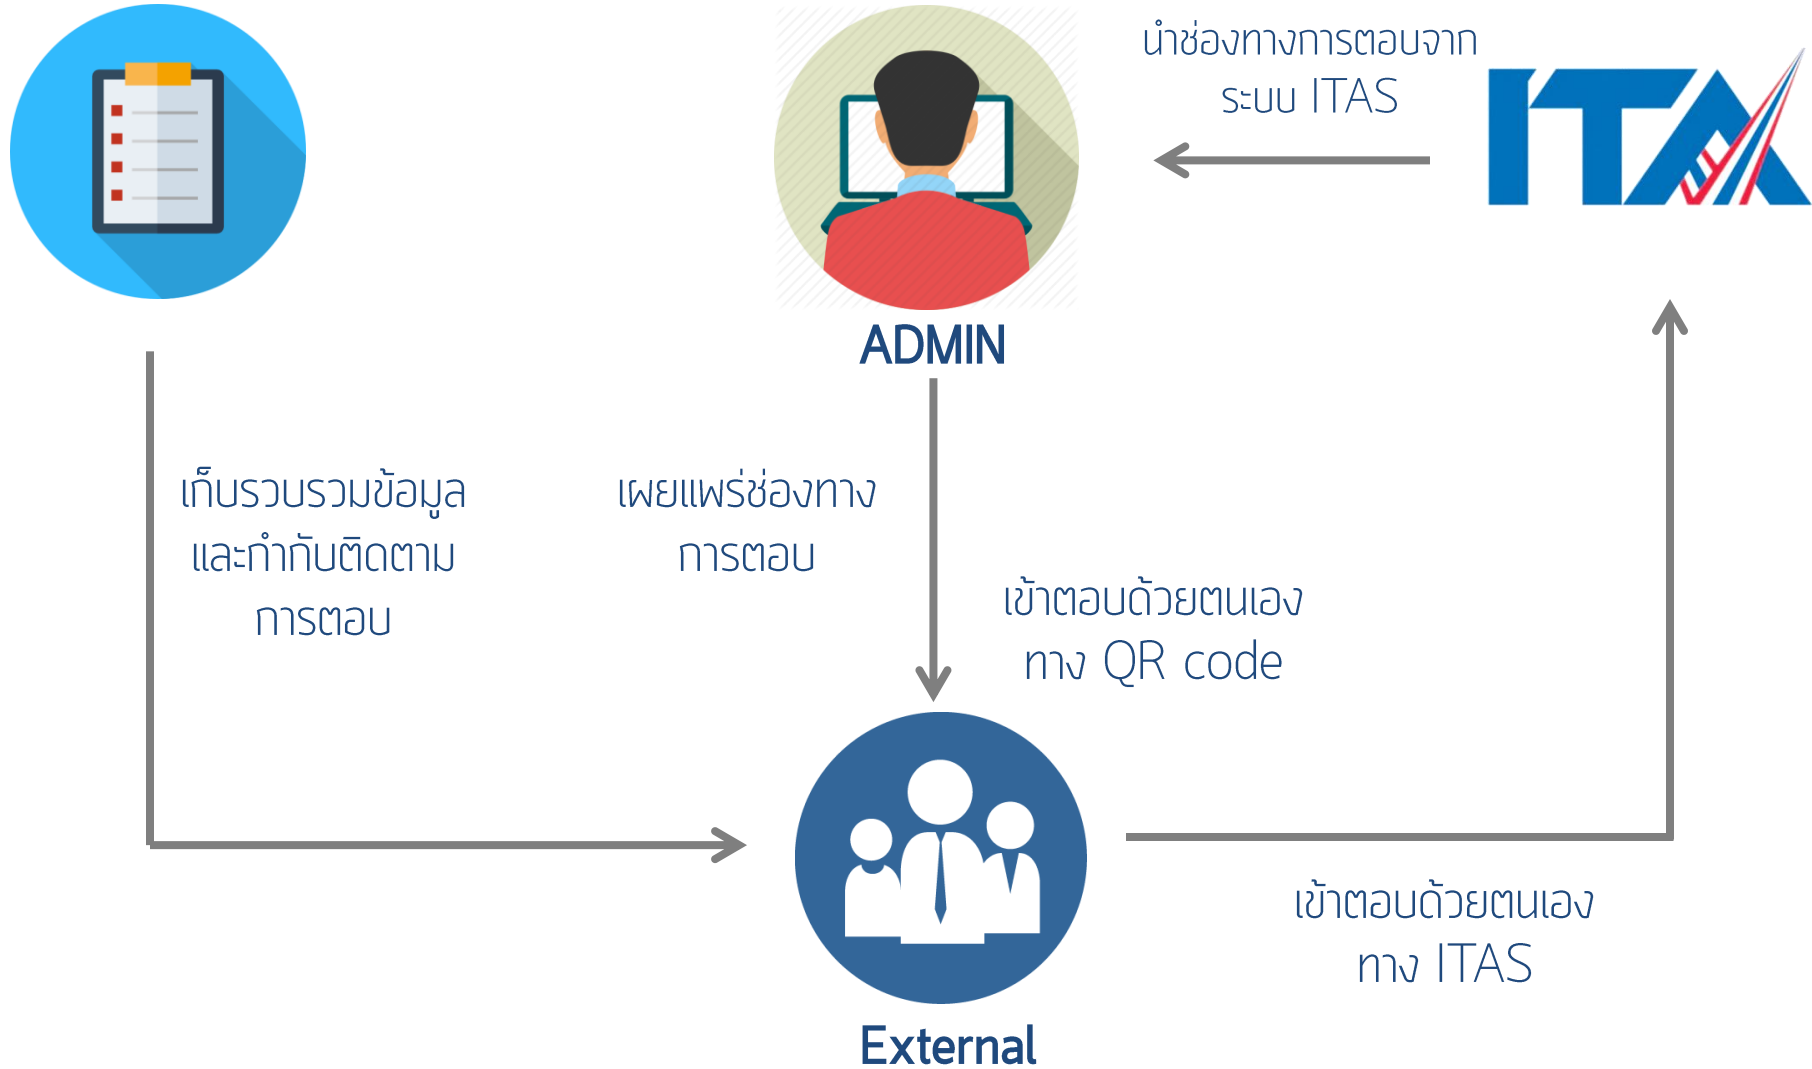 นำช่องทางการตอบจาก
ระบบ ITAS
ITA
ADMIN
เก็บรวบรวมข้อมูล
และกำกับติดตาม
การตอบ
เผยแพร่ช่องทาง
การตอบ
เข้าตอบด้วยตนเอง
ทาง QR code
เข้าตอบด้วยตนเอง
ทาง ITAS
External